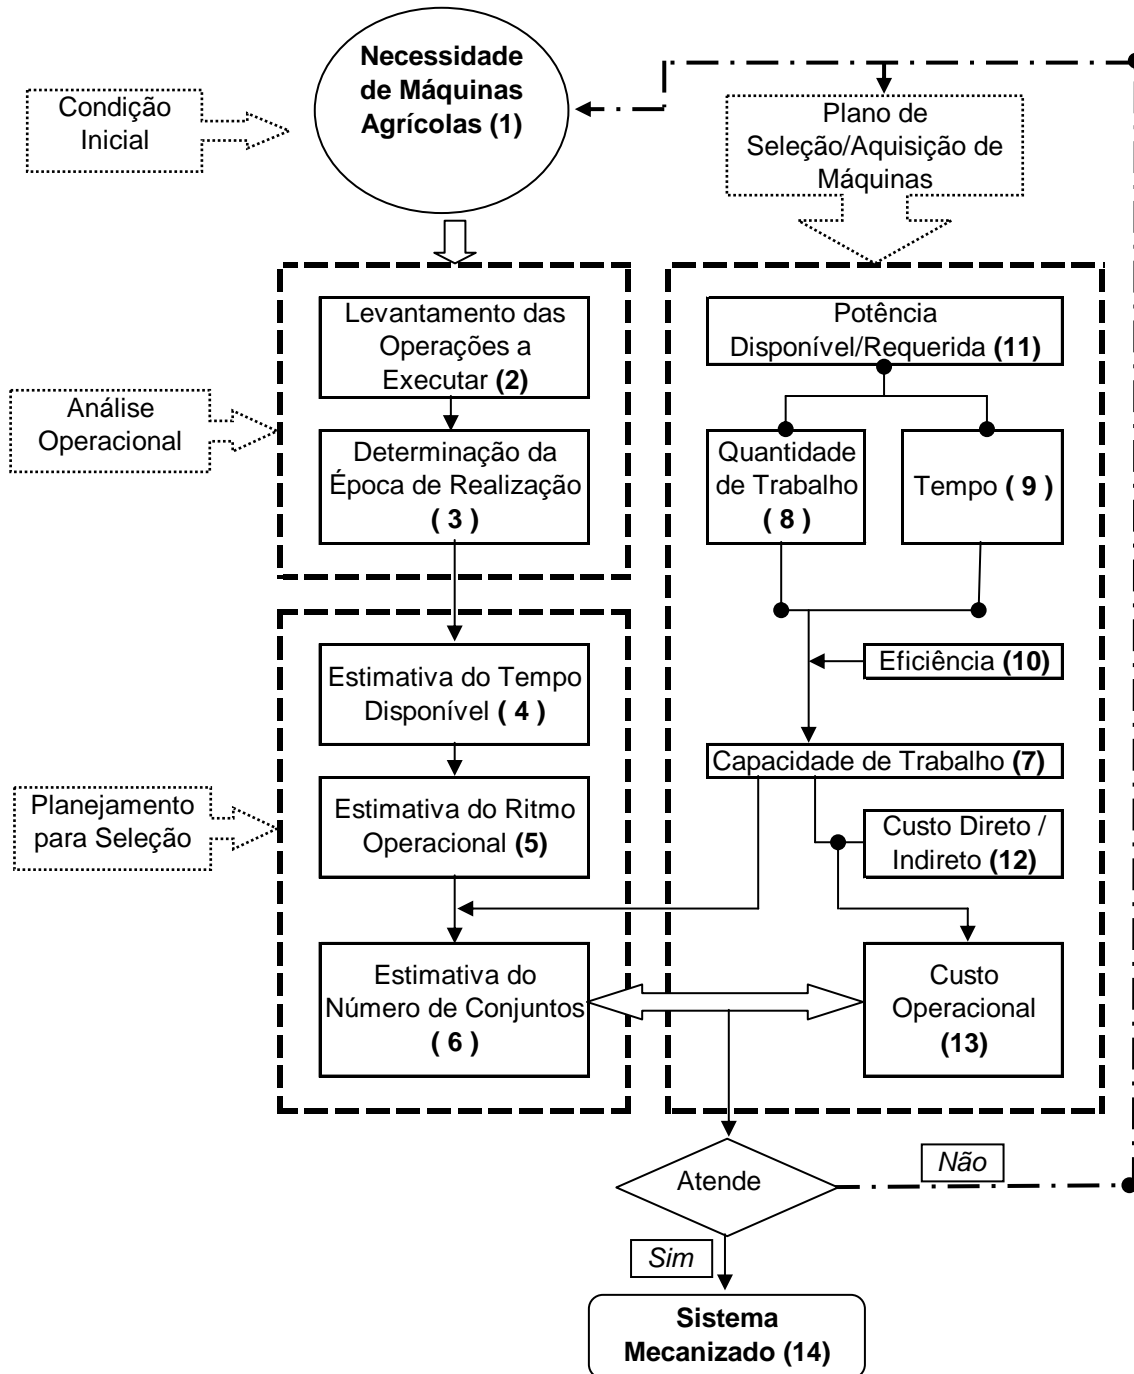 Necessidade
de Máquinas
Agrícolas (1)
Condição
Inicial
Plano de
Seleção/Aquisição de
Máquinas
Levantamento das
Operações a
Executar (2)
Potência
Disponível/Requerida (11)
Análise
Operacional
Determinação da
Época de Realização
( 3 )
Quantidade
de Trabalho
( 8 )
Tempo ( 9 )
Estimativa do Tempo
Disponível ( 4 )
Eficiência (10)
Capacidade de Trabalho (7)
Planejamento
para Seleção
Estimativa do Ritmo
Operacional (5)
Custo Direto /
Indireto (12)
Estimativa do
Número de Conjuntos
( 6 )
Custo
Operacional
(13)
Atende
Não
Sim
Sistema
Mecanizado (14)